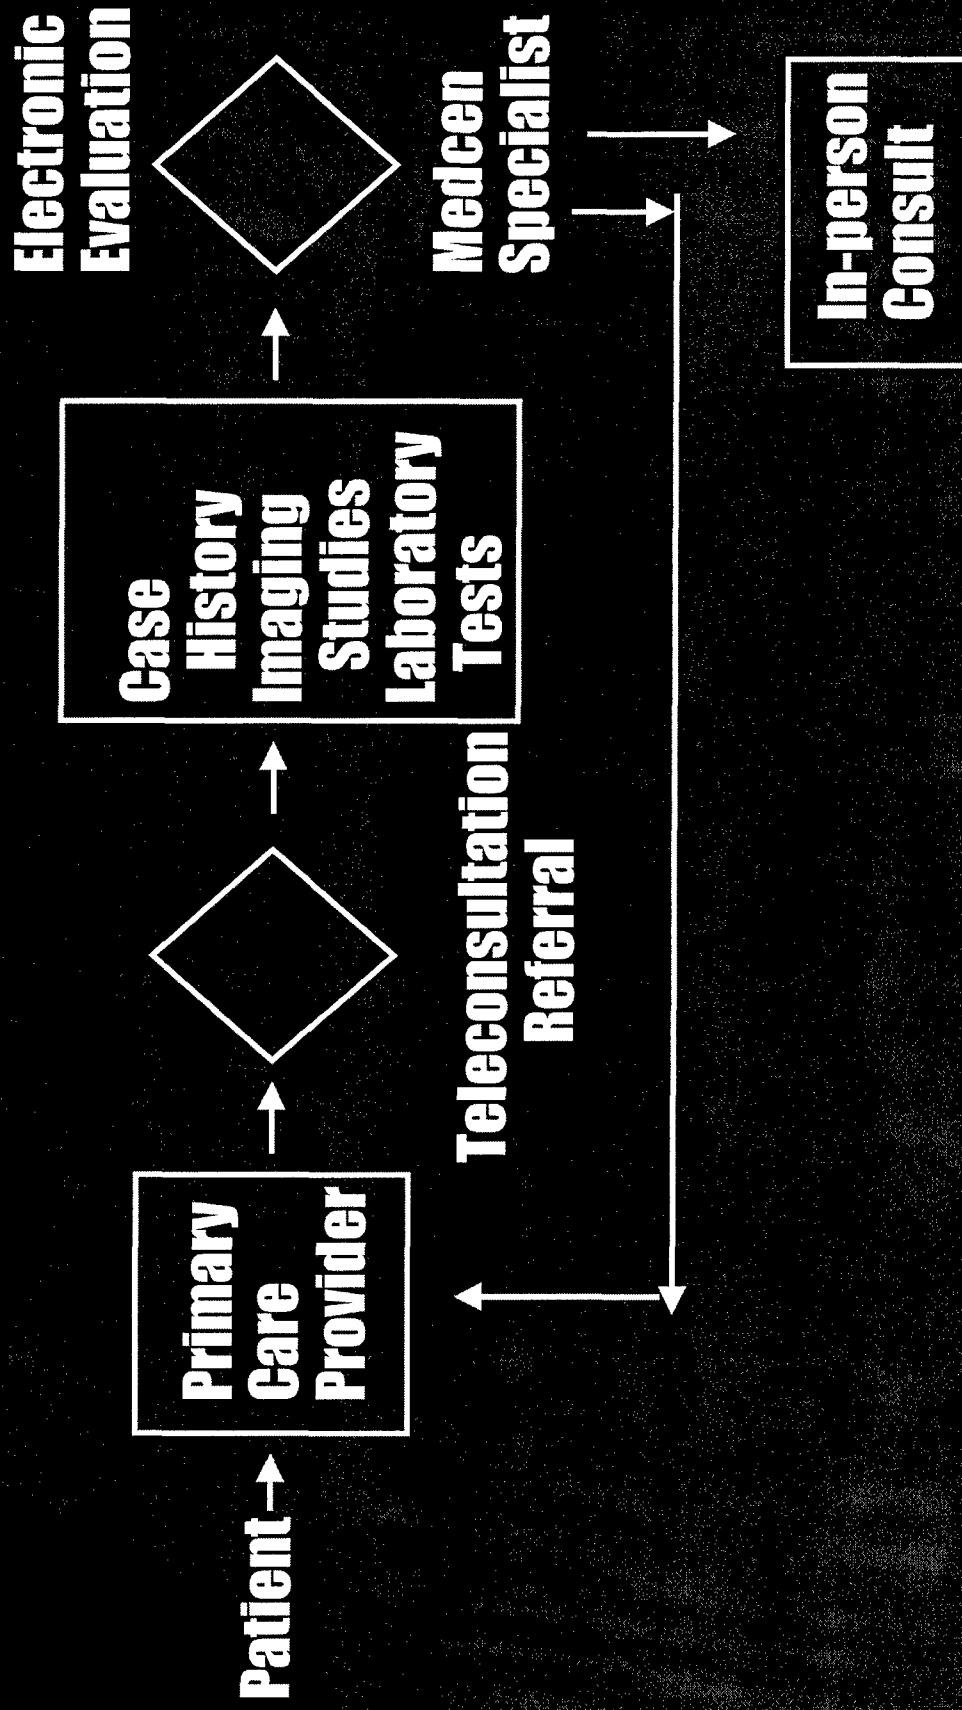 Patient
Primary
Care
Provider
Teleconsultation
Referral
Case
History
Imaging
Studies
Laboratory
Tests
Electronic
Evaluation
Medcen
Specialist
In-person
Consult